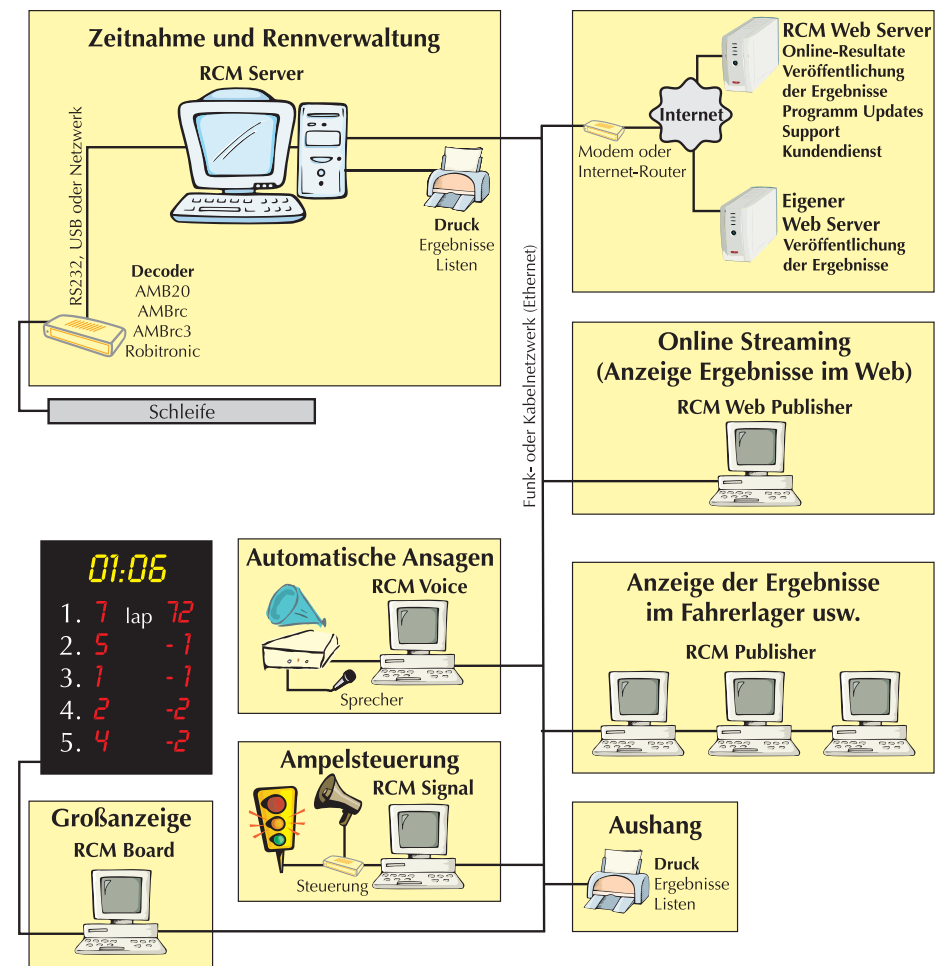 Zeitnahme und Rennverwaltung
RCM Server
RS232, USB oder Netzwerk
Druck
Ergebnisse
Listen
Decoder
AMB20
AMBrc
AMBrc3
Robitronic
Schleife
Funk- oder Kabelnetzwerk (Ethernet)
RCM Web Server
Online-Resultate
Veröffentlichung
der Ergebnisse
Programm Updates
Support
Kundendienst
Internet
Modem oder
Internet-Router
Eigener
Web Server
Veröffentlichung
der Ergebnisse
Online Streaming
(Anzeige Ergebnisse im Web)
RCM Web Publisher
01:06
1. 7 lap 72
2. 5 -1
3. 1 -1
4. 2 -2
5. 4 -2
Automatische Ansagen
RCM Voice
Sprecher
Anzeige der Ergebnisse
im Fahrerlager usw.
RCM Publisher
Ampelsteuerung
RCM Signal
Steuerung
Großanzeige
RCM Board
Aushang
Druck
Ergebnisse
Listen